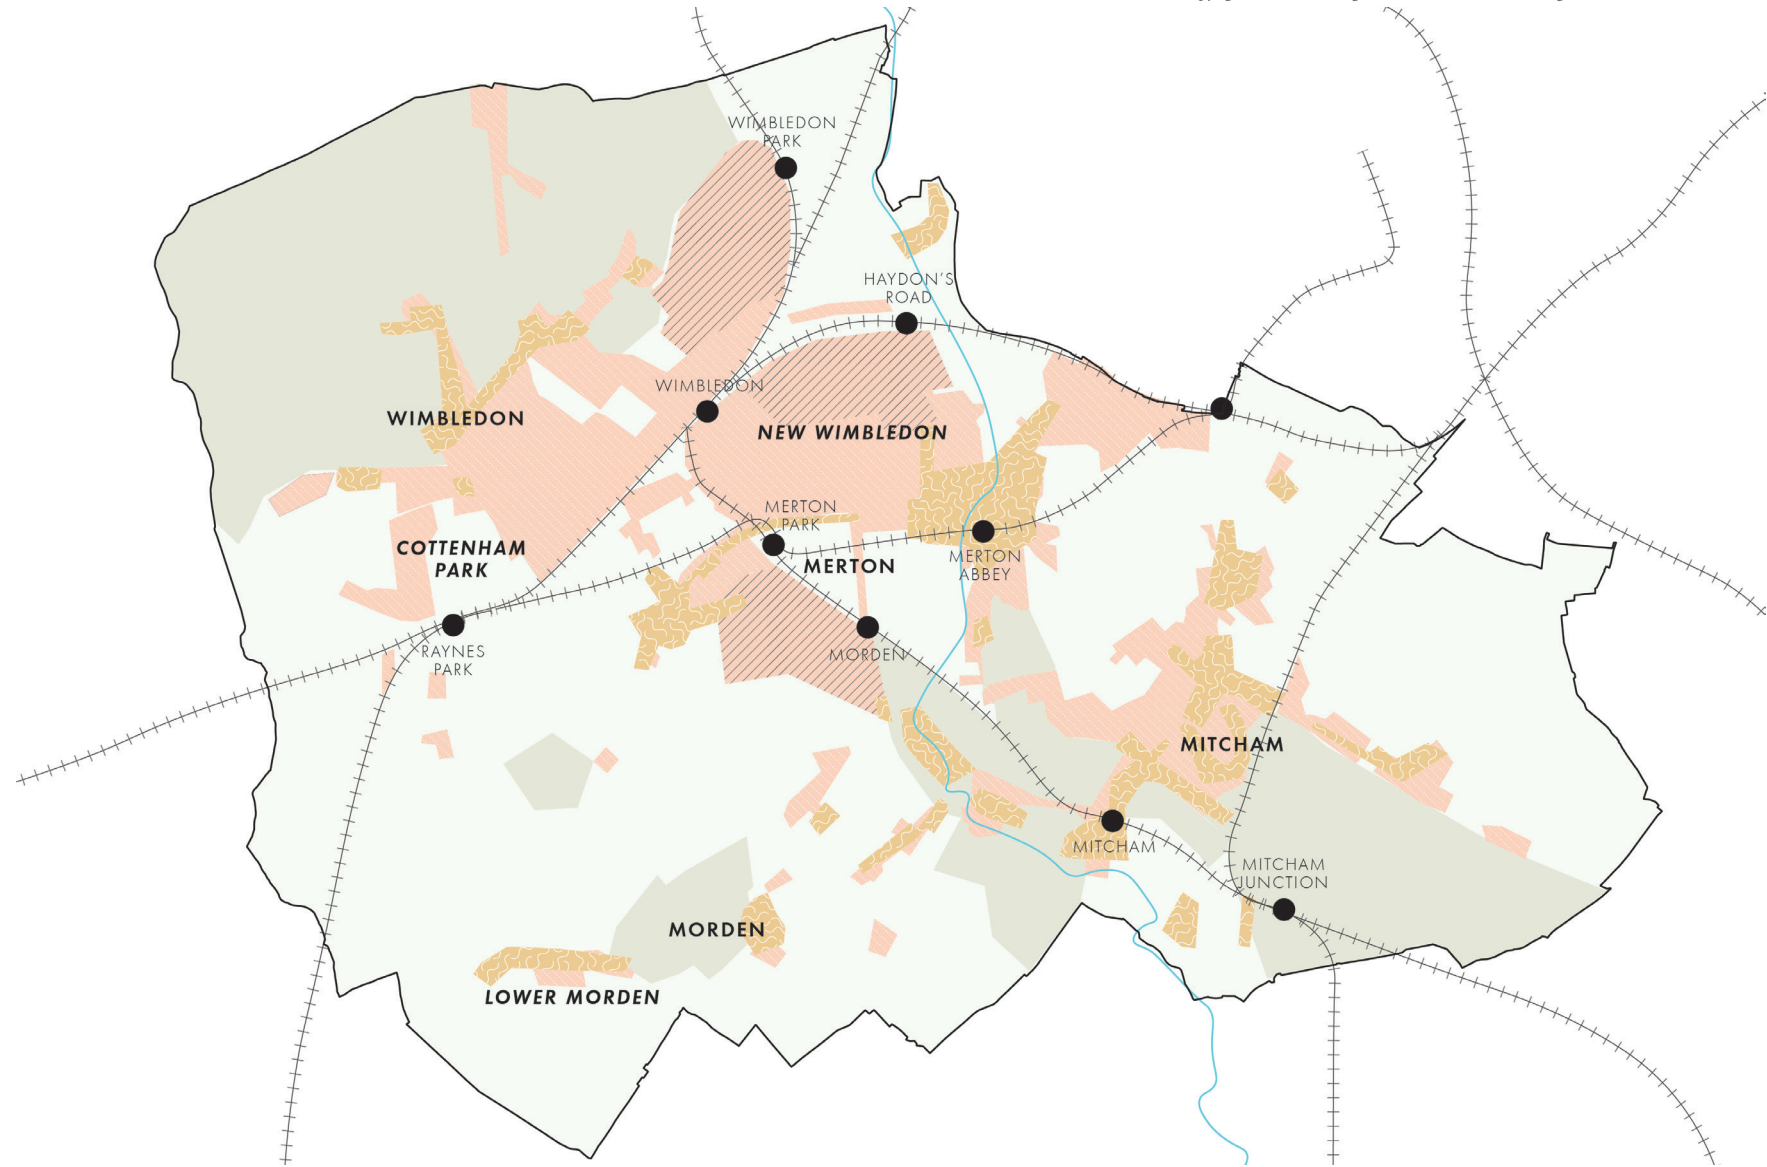 WIMBLEDON
PARK
HAYDON'S
ROAD
WIMBLEDON
WIMBLEDON
NEW WIMBLEDON
MERTON
PARK
COTTENHAM
PARK
MERTON
MERTON
ABBEY
RAYNES
PARK
MORDEN
MITCHAM
MITCHAM
MITCHAM
JUNCTION
MORDEN
LOWER MORDEN